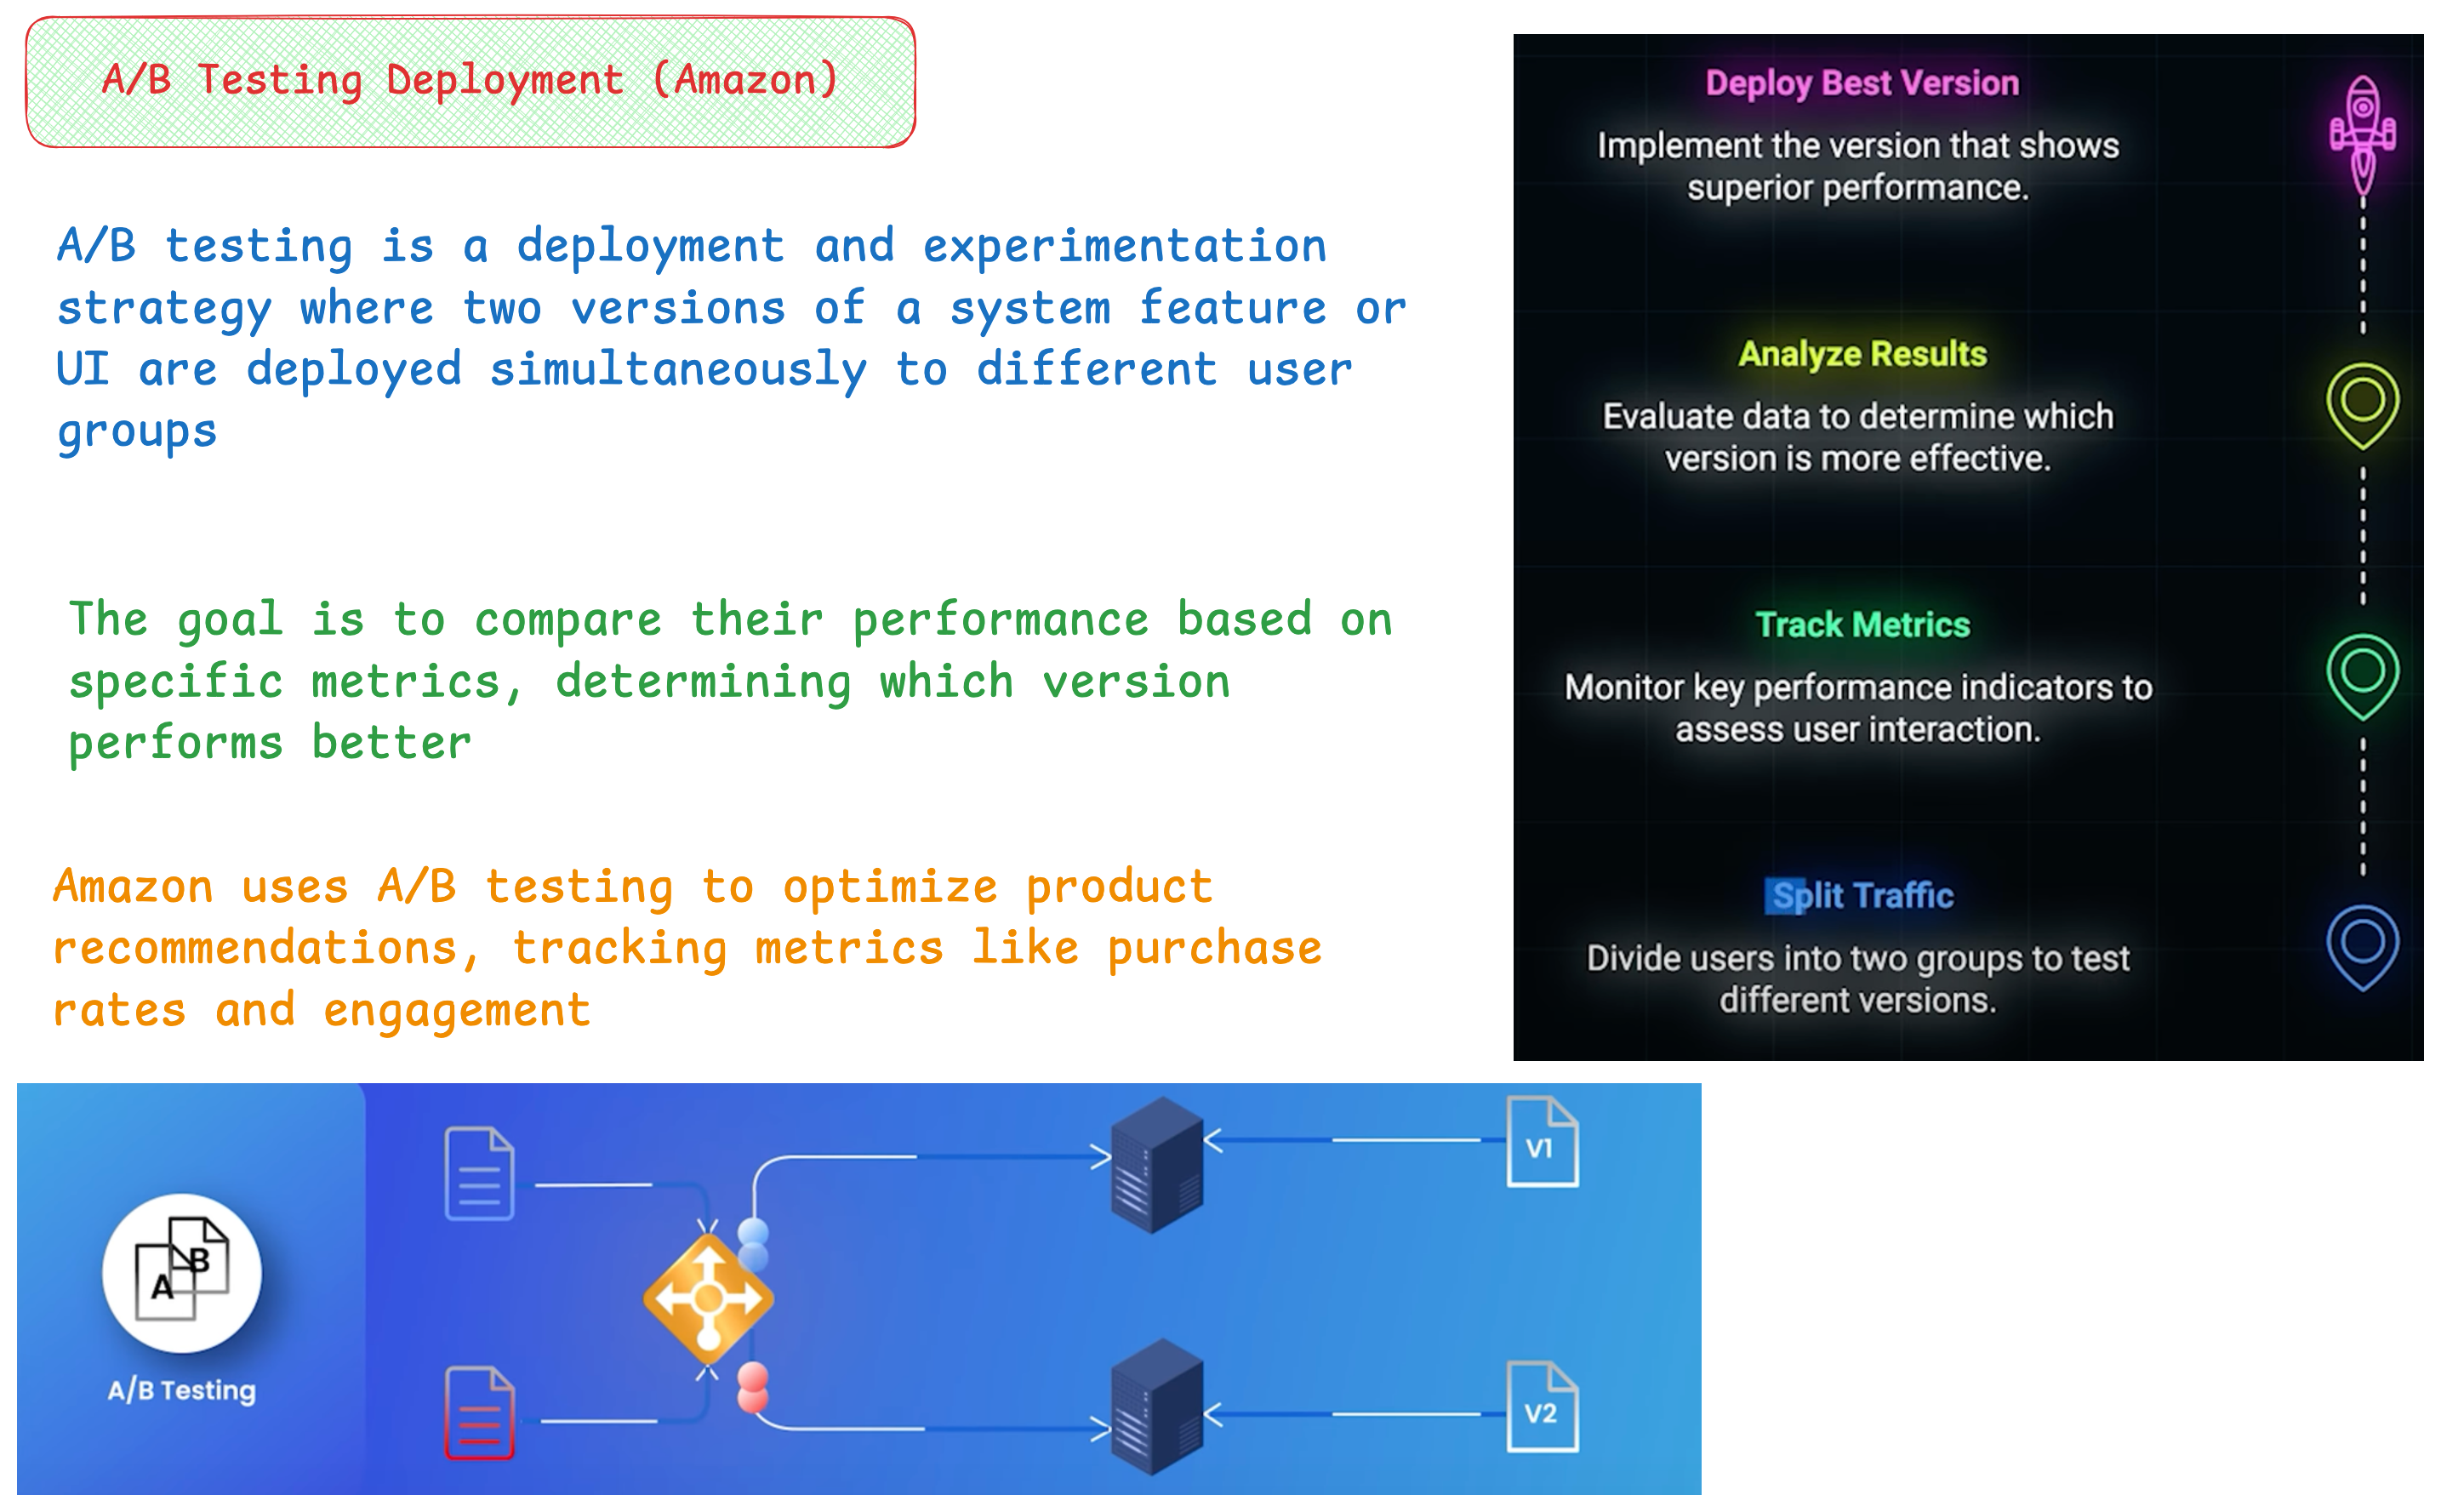 A/B Testing Deployment (Amazon)
A/B testing is a deployment and experimentation
strategy where two versions of a system feature or
UI are deployed simultaneously to different user
groups
The goal is to compare their performance based on
specific metrics, determining which version
performs better
Amazon uses A/B testing to optimize product
recommendations, tracking metrics like purchase
rates and engagement
Deploy Best Version
Implement the version that shows
superior performance.
Analyze Results
Evaluate data to determine which
version is more effective.
Track Metrics
Monitor key performance indicators to
assess user interaction.
Split Traffic
Divide users into two groups to test
different versions.
A
B
A/B Testing
V1
V2